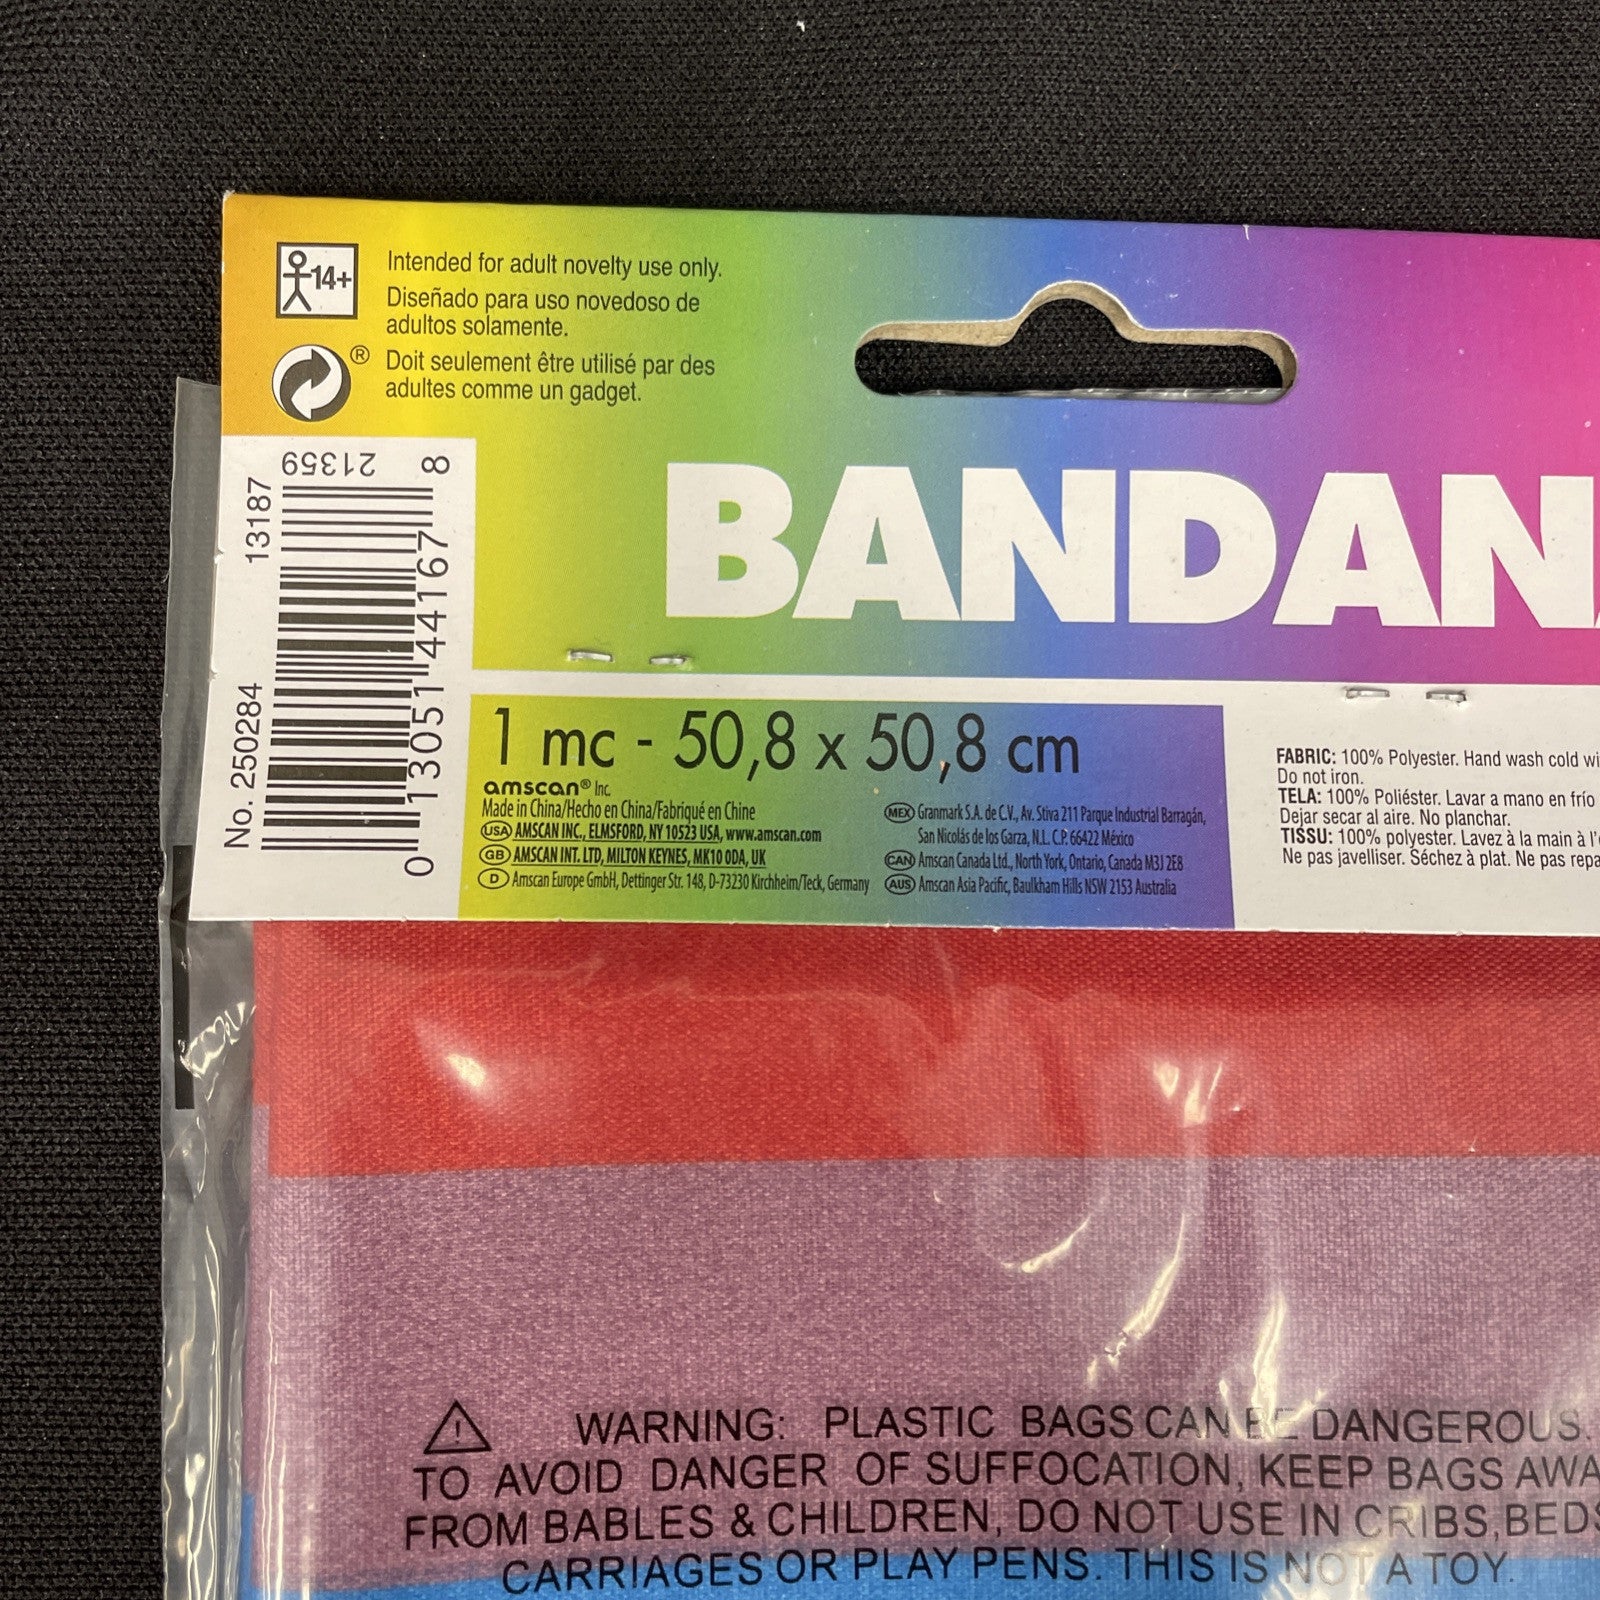 14+
Intended for adult novelty use only.
Diseñado para uso novedoso de
adultos solamente.
Doit seulement être utilisé par des
adultes comme un gadget.
®
21359
13187
No. 250284
0 13051 44167 8
BANDAN
1 mc - 50,8 x 50,8 cm
amscan® Inc.
Made in China/Hecho en China/Fabriqué en Chine
USA AMSCAN INC., ELMSFORD, NY 10523 USA, www.amscan.com
GB AMSCAN INT. LTD, MILTON KEYNES, MK10 0DA, UK
D Amscan Europe GmbH, Dettinger Str. 148, D-73230 Kirchheim/Teck, Germany
MEX Granmark S.A. de C.V., Av. Stiva 211 Parque Industrial Barragán,
San Nicolás de los Garza, N.L. C.P. 66422 México
CAN Amscan Canada Ltd., North York, Ontario, Canada M3J 2E8
AUS Amscan Asia Pacific, Baulkham Hills NSW 2153 Australia
FABRIC: 100% Polyester. Hand wash cold wi
Do not iron.
TELA: 100% Poliéster. Lavar a mano en frío
Dejar secar al aire. No planchar.
TISSU: 100% polyester. Lavez à la main à l'
Ne pas javelliser. Séchez à plat. Ne pas repa
WARNING: PLASTIC BAGS CAN BE DANGEROUS.
TO AVOID DANGER OF SUFFOCATION, KEEP BAGS AWA
FROM BABLES & CHILDREN, DO NOT USE IN CRIBS,BEDS
CARRIAGES OR PLAY PENS. THIS IS NOT A TOY.